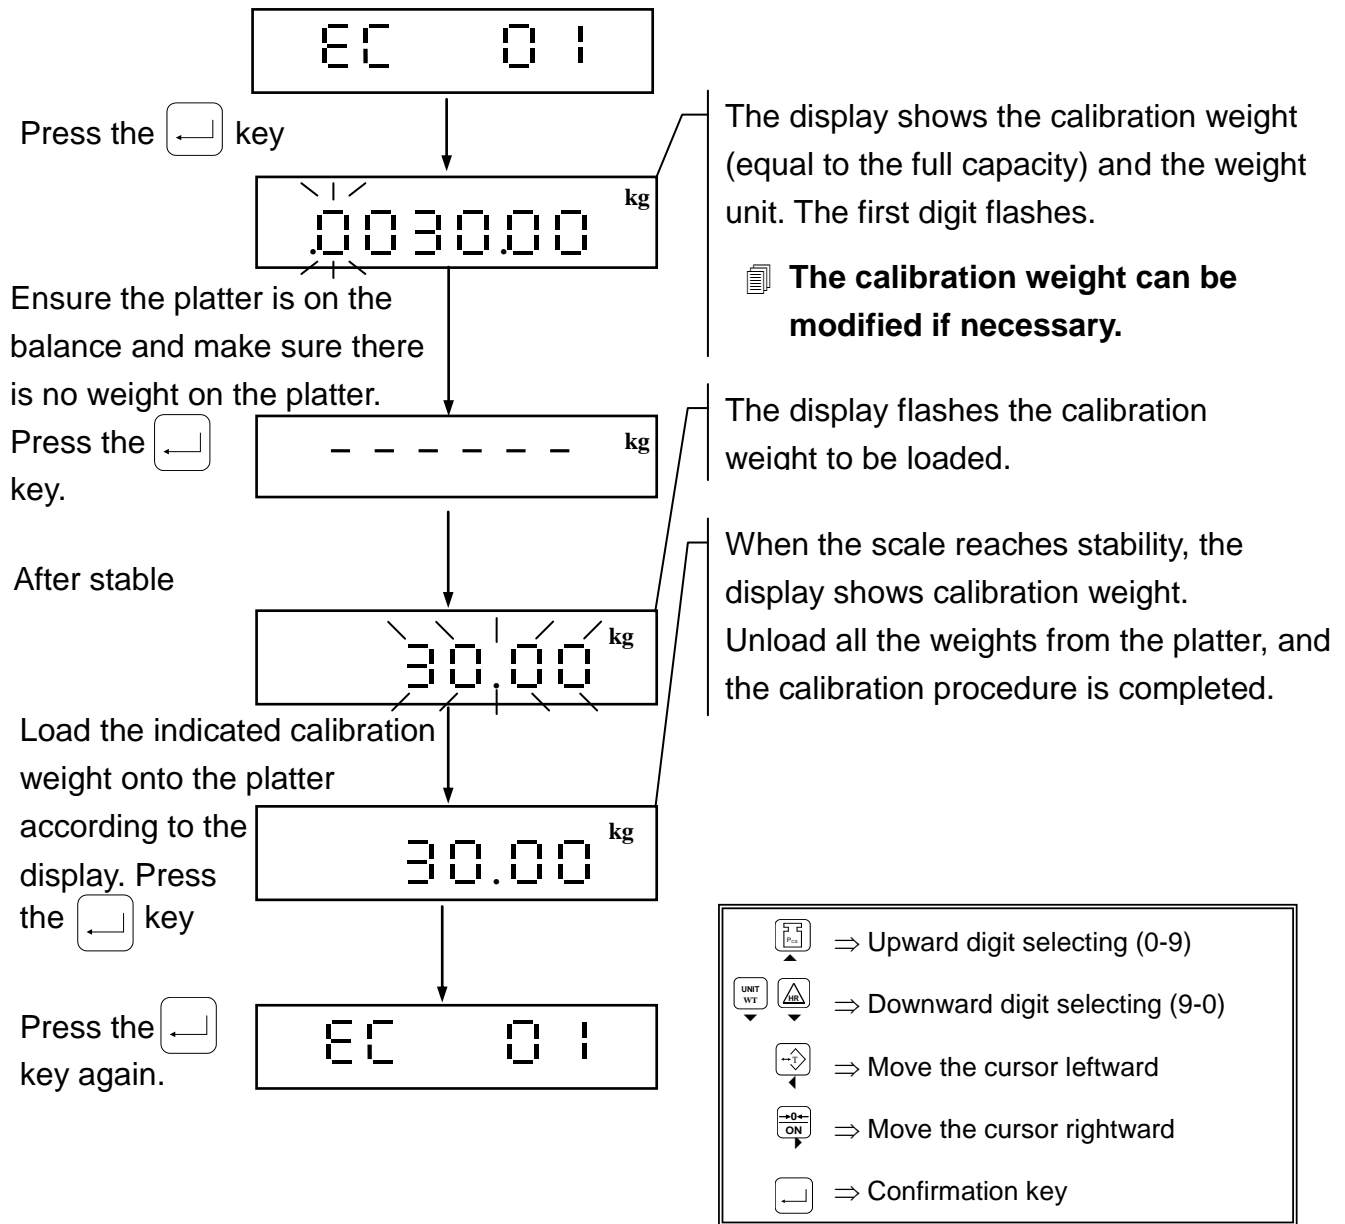 EC 01
Press the key
kg
.0030.00
The display shows the calibration weight
(equal to the full capacity) and the weight
unit. The first digit flashes.
The calibration weight can be
modified if necessary.
Ensure the platter is on the
balance and make sure there
is no weight on the platter.
Press the
key.
kg
– – – – – –
The display flashes the calibration
weight to be loaded.
After stable
kg
30.00
When the scale reaches stability, the
display shows calibration weight.
Unload all the weights from the platter, and
the calibration procedure is completed.
Load the indicated calibration
weight onto the platter
according to the
display. Press
the key
kg
30.00
Press the
key again.
EC 01
Pcs ⇒ Upward digit selecting (0-9)
UNIT WT HR ⇒ Downward digit selecting (9-0)
↔T ⇒ Move the cursor leftward
→0← ON ⇒ Move the cursor rightward
⇒ Confirmation key